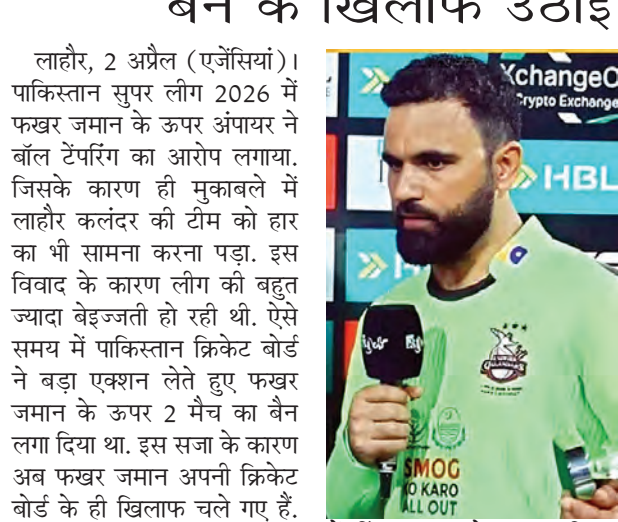 बैन के खिलाफ उठाई
लाहौर, 2 अप्रैल (एजेंसियां)।
पाकिस्तान सुपर लीग 2026 में
फखर जमान के ऊपर अंपायर ने
बॉल टेंपरिंग का आरोप लगाया.
जिसके कारण ही मुकाबले में
लाहौर कलंदर की टीम को हार
का भी सामना करना पड़ा. इस
विवाद के कारण लीग की बहुत
ज्यादा बेइज्जती हो रही थी. ऐसे
समय में पाकिस्तान क्रिकेट बोर्ड
ने बड़ा एक्शन लेते हुए फखर
जमान के ऊपर 2 मैच का बैन
लगा दिया था. इस सजा के कारण
अब फखर जमान अपनी क्रिकेट
बोर्ड के ही खिलाफ चले गए हैं.
XchangeO
Crypto Exchange
HBL
H
QALANDARS
SMOG
KO KARO
ALL OUT